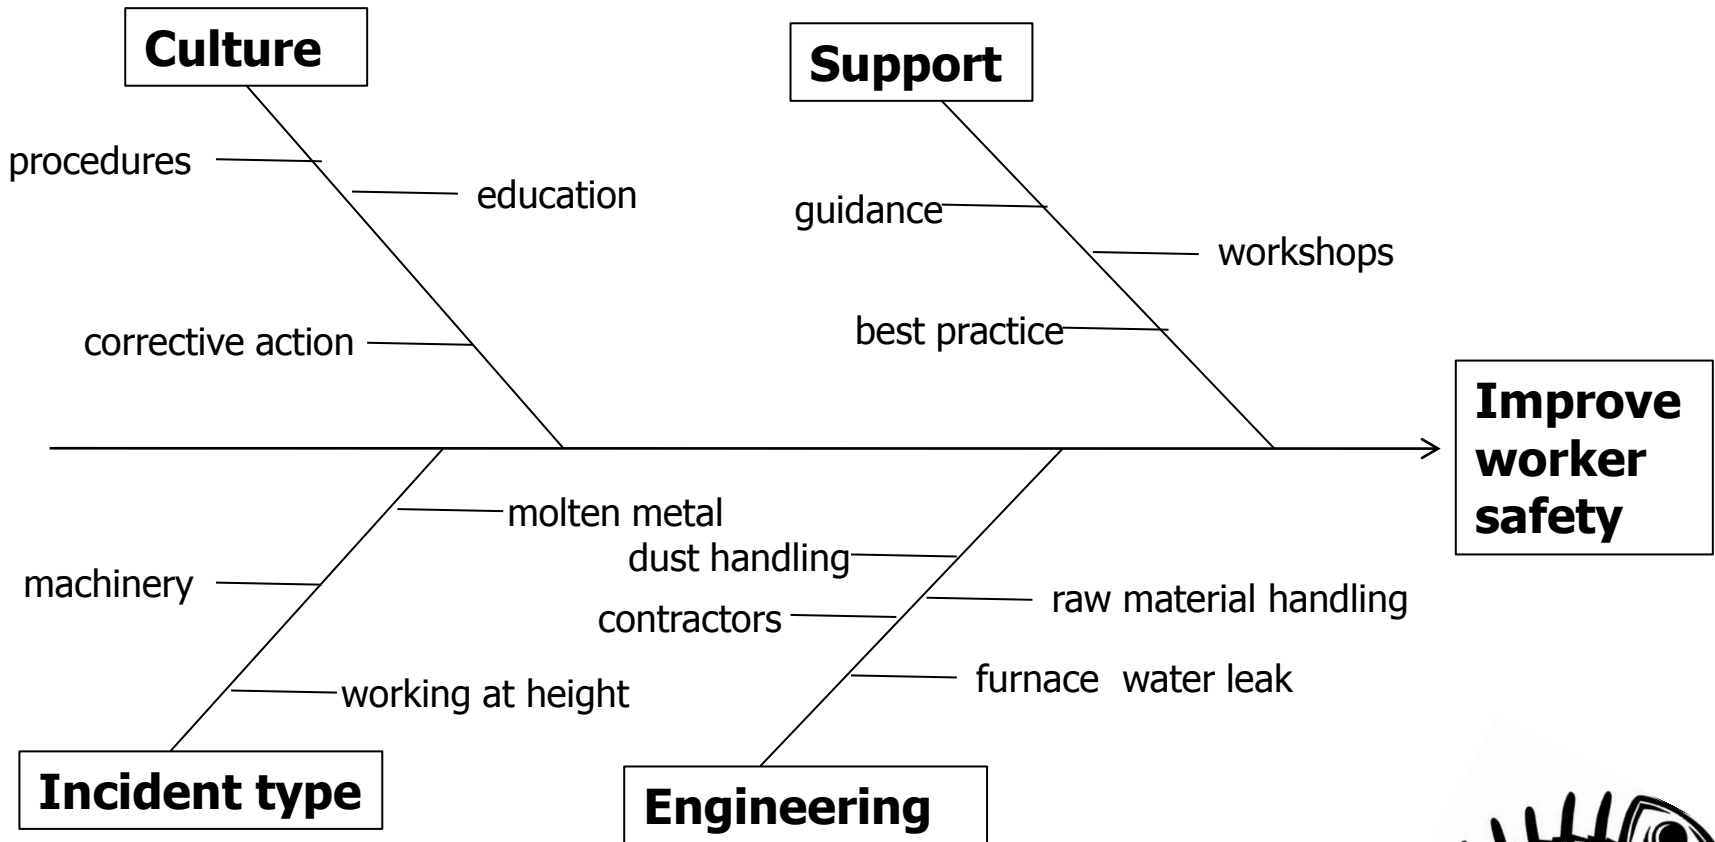 Culture
Support
procedures
education
guidance
workshops
corrective action
best practice
Improve
worker
safety
molten metal
dust handling
machinery
raw material handling
contractors
working at height
furnace water leak
Incident type
Engineering